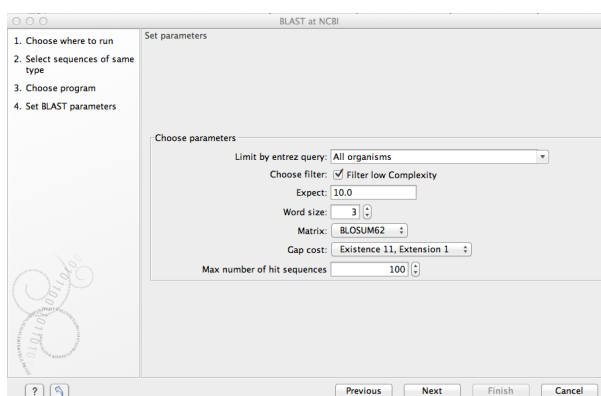 BLAST at NCBI
1. Choose where to run
2. Select sequences of same
type
3. Choose program
4. Set BLAST parameters
Set parameters
Choose parameters
Limit by entrez query: All organisms
Choose filter: Filter low Complexity
Expect: 10.0
Word size: 3
Matrix: BLOSUM62
Gap cost: Existence 11, Extension 1
Max number of hit sequences 100
? Previous Next Finish Cancel